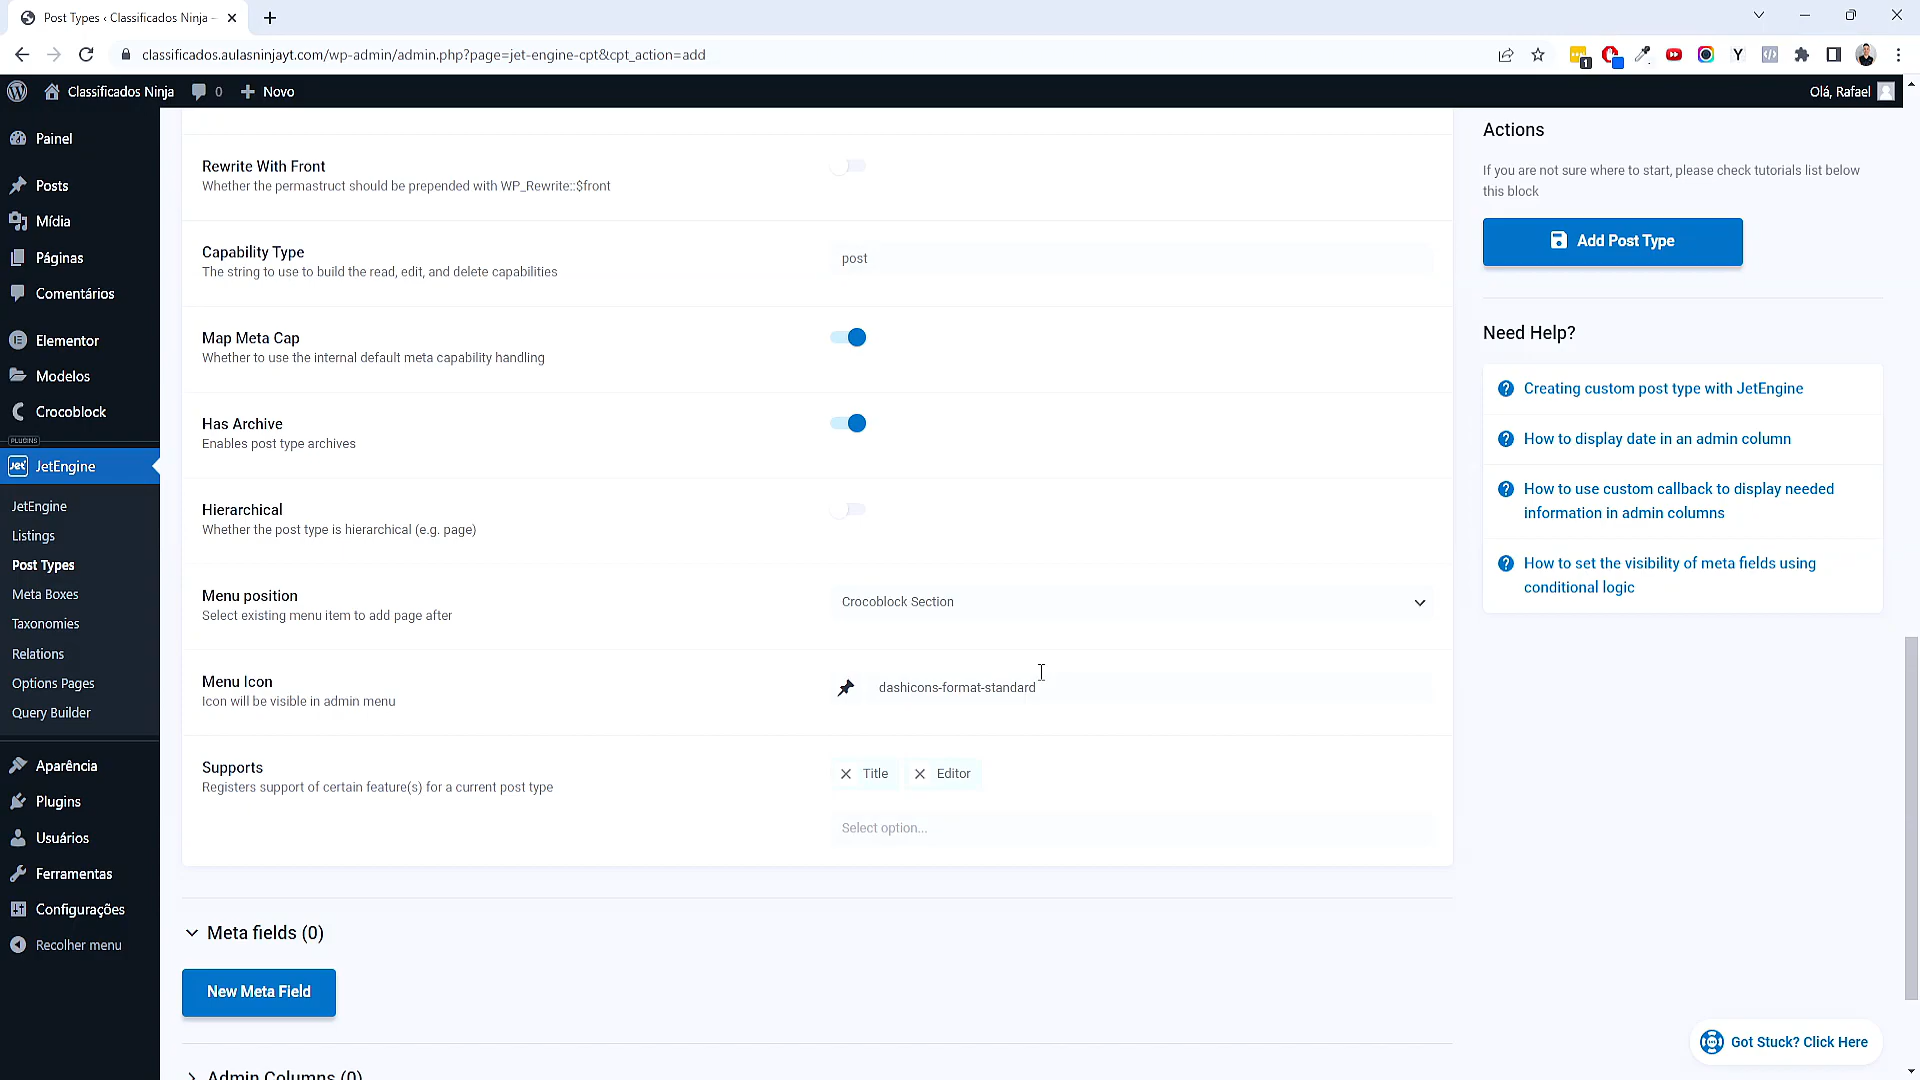 Post Types ‹ Classificados Ninja –
classificados.aulasninjayt.com/wp-admin/admin.php?page=jet-engine-cpt&cpt_action=add
1
Y
Classificados Ninja
0
Novo
Olá, Rafael
Painel
Posts
Mídia
Páginas
Comentários
Elementor
Modelos
Crocoblock
PLUGINS
Jet
JetEngine
JetEngine
Listings
Post Types
Meta Boxes
Taxonomies
Relations
Options Pages
Query Builder
Aparência
Plugins
Usuários
Ferramentas
Configurações
Recolher menu
Rewrite With Front
Whether the permastruct should be prepended with WP_Rewrite::$front
Capability Type
The string to use to build the read, edit, and delete capabilities
post
Map Meta Cap
Whether to use the internal default meta capability handling
Has Archive
Enables post type archives
Hierarchical
Whether the post type is hierarchical (e.g. page)
Menu position
Select existing menu item to add page after
Crocoblock Section
Menu Icon
Icon will be visible in admin menu
dashicons-format-standard
Supports
Registers support of certain feature(s) for a current post type
Title
Editor
Select option...
Meta fields (0)
New Meta Field
Admin Columns (0)
Actions
If you are not sure where to start, please check tutorials list below
this block
Add Post Type
Need Help?
Creating custom post type with JetEngine
How to display date in an admin column
How to use custom callback to display needed
information in admin columns
How to set the visibility of meta fields using
conditional logic
Got Stuck? Click Here